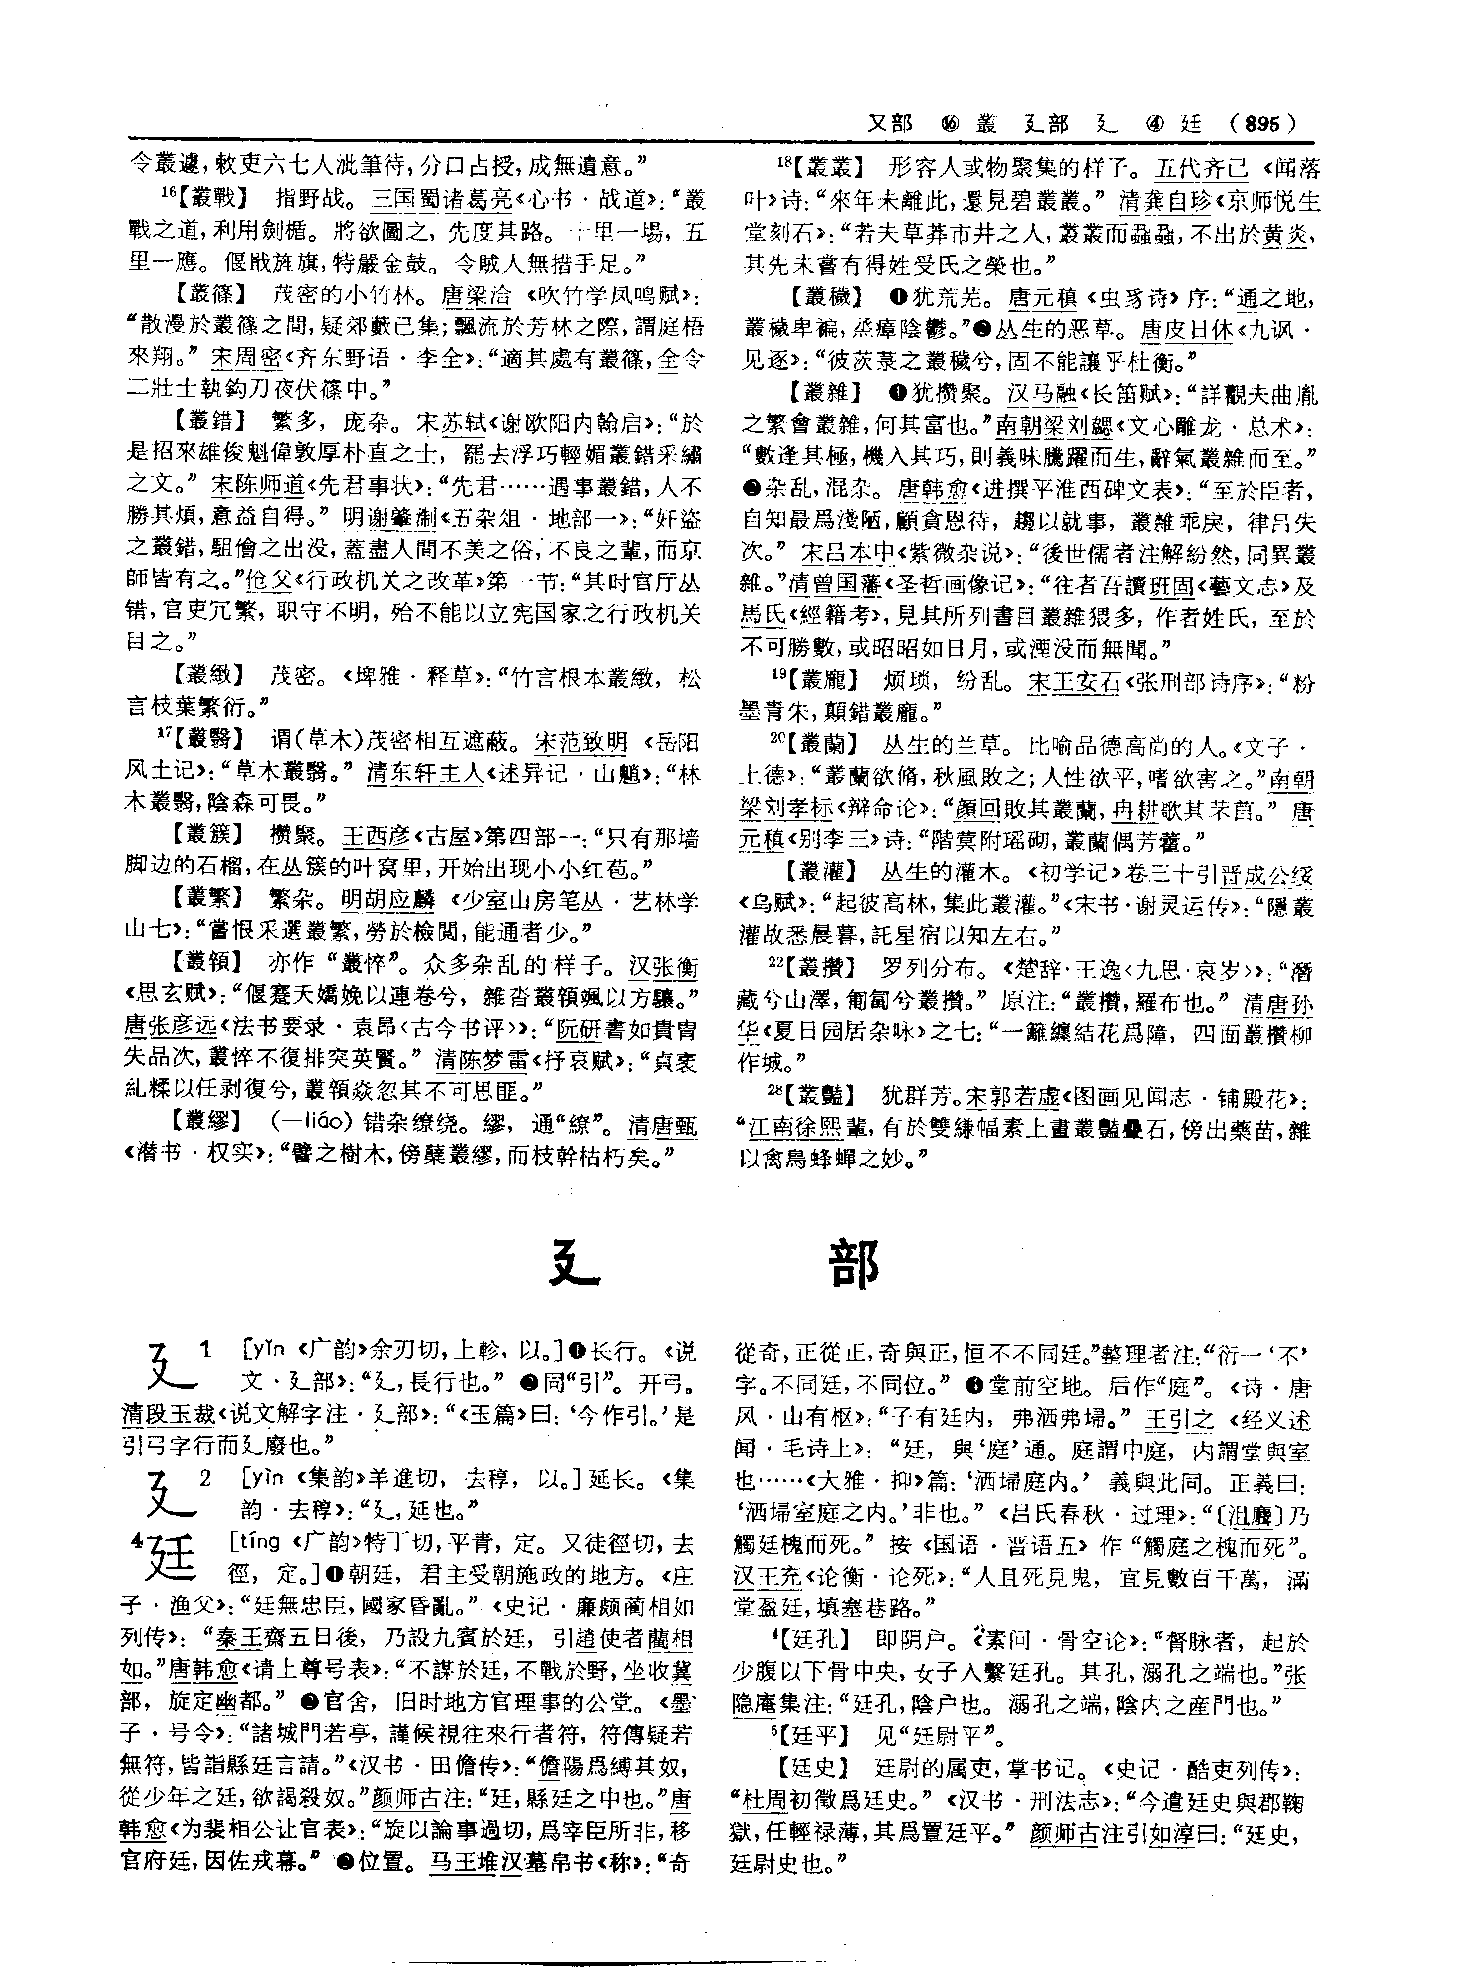 又部 ⑯ 叢 廴部 廴 ④ 廷 （895）
令叢遽，敕吏六七人泚筆待，分口占授，成無遺意。”
16【叢戰】 指野战。三国蜀诸葛亮《心书·战道》：“叢
戰之道，利用劍楯。將欲圖之，先度其路。十里一場，五
里一應。偃戢旌旗，特嚴金鼓。令賊人無措手足。”
【叢篠】 茂密的小竹林。唐梁洽《吹竹学凤鸣赋》：
“散漫於叢篠之間，疑郊藪已集；飄流於芳林之際，謂庭梧
來翔。”宋周密《齐东野语·李全》：“適其處有叢篠，全令
二壯士執鈎刀夜伏篠中。”
【叢錯】 繁多，庞杂。宋苏轼《谢欧阳内翰启》：“於
是招來雄俊魁偉敦厚朴直之士，罷去浮巧輕媚叢錯采繡
之文。”宋陈师道《先君事状》：“先君……遇事叢錯，人不
勝其煩，意益自得。”明谢肇淛《五杂俎·地部一》：“奸盜
之叢錯，駔儈之出没，蓋盡人間不美之俗，不良之輩，而京
師皆有之。”伧父《行政机关之改革》第一节：“其时官厅丛
错，官吏冗繁，职守不明，殆不能以立宪国家之行政机关
目之。”
【叢緻】 茂密。《埤雅·释草》：“竹言根本叢緻，松
言枝葉繁衍。”
17【叢翳】 谓（草木）茂密相互遮蔽。宋范致明《岳阳
风土记》：“草木叢翳。”清东轩主人《述异记·山魈》：“林
木叢翳，陰森可畏。”
【叢簇】 攒聚。王西彦《古屋》第四部一：“只有那墙
脚边的石榴，在丛簇的叶窝里，开始出现小小红苞。”
【叢繁】 繁杂。明胡应麟《少室山房笔丛·艺林学
山七》：“嘗恨采選叢繁，勞於檢閱，能通者少。”
【叢顇】 亦作“叢悴”。众多杂乱的样子。汉张衡
《思玄赋》：“偃蹇夭嬌娩以連卷兮，雜沓叢顇颯以方驤。”
唐张彦远《法书要录·袁昂〈古今书评〉》：“阮研書如貴胄
失品次，叢悴不復排突英賢。”清陈梦雷《抒哀赋》：“貞衷
糺糅以任剥復兮，叢顇焱忽其不可思匪。”
【叢繆】 （一liáo）错杂缭绕。繆，通“繚”。清唐甄
《潜书·权实》：“譬之樹木，傍蘖叢繆，而枝幹枯朽矣。”
18【叢叢】 形容人或物聚集的样子。五代齐己《闻落
叶》诗：“來年未離此，還見碧叢叢。”清龚自珍《京师悦生
堂刻石》：“若夫草莽市井之人，叢叢而蝨蝨，不出於黄炎，
其先未嘗有得姓受氏之榮也。”
【叢穢】 ❶犹荒芜。唐元稹《虫豸诗》序：“通之地，
叢穢卑褊，烝瘴陰鬱。”❷丛生的恶草。唐皮日休《九讽·
见逐》：“彼茨菉之叢穢兮，固不能讓乎杜衡。”
【叢雜】 ❶犹攒聚。汉马融《长笛赋》：“詳觀夫曲胤
之繁會叢雜，何其富也。”南朝梁刘勰《文心雕龙·总术》：
“數逢其極，機入其巧，則義味騰躍而生，辭氣叢雜而至。”
❷杂乱，混杂。唐韩愈《进撰平淮西碑文表》：“至於臣者，
自知最爲淺陋，顧貪恩待，趨以就事，叢雜乖戾，律吕失
次。”宋吕本中《紫微杂说》：“後世儒者注解紛然，同異叢
雜。”清曾国藩《圣哲画像记》：“往者吾讀班固《藝文志》及
馬氏《經籍考》，見其所列書目叢雜猥多，作者姓氏，至於
不可勝數，或昭昭如日月，或湮没而無聞。”
19【叢龐】 烦琐，纷乱。宋王安石《张刑部诗序》：“粉
墨青朱，顛錯叢龐。”
20【叢蘭】 丛生的兰草。比喻品德高尚的人。《文子·
上德》：“叢蘭欲脩，秋風敗之；人性欲平，嗜欲害之。”南朝
梁刘孝标《辩命论》：“顔回敗其叢蘭，冉耕歌其芣苢。”唐
元稹《别李三》诗：“階蓂附瑶砌，叢蘭偶芳藿。”
【叢灌】 丛生的灌木。《初学记》卷三十引晋成公绥
《乌赋》：“起彼高林，集此叢灌。”《宋书·谢灵运传》：“隱叢
灌故悉晨暮，託星宿以知左右。”
22【叢攢】 罗列分布。《楚辞·王逸〈九思·哀岁〉》：“潛
藏兮山澤，匍匐兮叢攢。”原注：“叢攢，羅布也。”清唐孙
华《夏日园居杂咏》之七：“一籬纏結花爲障，四面叢攢柳
作城。”
28【叢豔】 犹群芳。宋郭若虚《图画见闻志·铺殿花》：
“江南徐熙輩，有於雙縑幅素上畫叢豔疊石，傍出藥苗，雜
以禽鳥蜂蟬之妙。”
廴 部
廴1 ［yǐn《广韵》余刃切，上軫，以。］❶长行。《说
文·廴部》：“廴，長行也。”❷同“引”。开弓。
清段玉裁《说文解字注·廴部》：“《玉篇》曰：‘今作引。’是
引弓字行而廴廢也。”
廴2 ［yìn《集韵》羊進切，去稕，以。］延长。《集
韵·去稕》：“廴，延也。”
4廷 ［tíng《广韵》特丁切，平青，定。又徒徑切，去
徑，定。］❶朝廷，君主受朝施政的地方。《庄
子·渔父》：“廷無忠臣，國家昏亂。”《史记·廉颇蔺相如
列传》：“秦王齋五日後，乃設九賓於廷，引趙使者藺相
如。”唐韩愈《请上尊号表》：“不謀於廷，不戰於野，坐收冀
部，旋定幽都。”❷官舍，旧时地方官理事的公堂。《墨
子·号令》：“諸城門若亭，謹候視往來行者符，符傳疑若
無符，皆詣縣廷言請。”《汉书·田儋传》：“儋陽爲縛其奴，
從少年之廷，欲謁殺奴。”颜师古注：“廷，縣廷之中也。”唐
韩愈《为裴相公让官表》：“旋以論事過切，爲宰臣所非，移
官府廷，因佐戎幕。”❸位置。马王堆汉墓帛书《称》：“奇
從奇，正從正，奇與正，恒不不同廷。”整理者注：“衍一‘不’
字。不同廷，不同位。”❹堂前空地。后作“庭”。《诗·唐
风·山有枢》：“子有廷内，弗洒弗埽。”王引之《经义述
闻·毛诗上》：“廷，與‘庭’通。庭謂中庭，内謂堂與室
也……《大雅·抑》篇：‘洒埽庭内。’義與此同。正義曰：
‘洒埽室庭之内。’非也。”《吕氏春秋·过理》：“〔沮麛〕乃
觸廷槐而死。”按《国语·晋语五》作“觸庭之槐而死”。
汉王充《论衡·论死》：“人且死見鬼，宜見數百千萬，滿
堂盈廷，填塞巷路。”
4【廷孔】 即阴户。《素问·骨空论》：“督脉者，起於
少腹以下骨中央，女子入繫廷孔。其孔，溺孔之端也。”张
隐庵集注：“廷孔，陰户也。溺孔之端，陰内之産門也。”
5【廷平】 见“廷尉平”。
【廷史】 廷尉的属吏，掌书记。《史记·酷吏列传》：
“杜周初徵爲廷史。”《汉书·刑法志》：“今遣廷史與郡鞠
獄，任輕禄薄，其爲置廷平。”颜师古注引如淳曰：“廷史，
廷尉史也。”